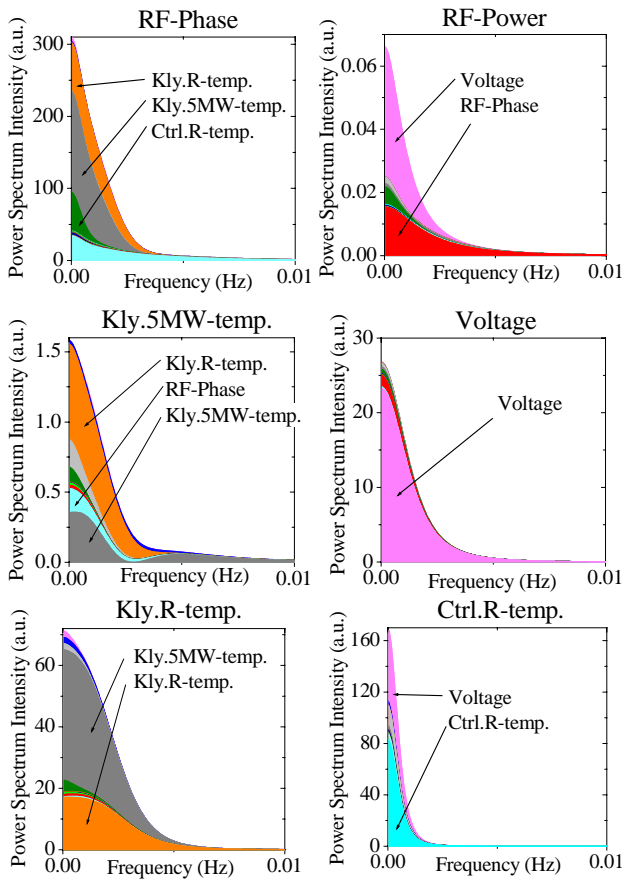 RF-Phase
Power Spectrum Intensity (a.u.)
300
200
100
0
Kly.R-temp.
Kly.5MW-temp.
Ctrl.R-temp.
0.00
Frequency (Hz)
0.01
RF-Power
Power Spectrum Intensity (a.u.)
0.06
0.04
0.02
0.00
Voltage
RF-Phase
0.00
Frequency (Hz)
0.01
Kly.5MW-temp.
Power Spectrum Intensity (a.u.)
1.5
1.0
0.5
0.0
Kly.R-temp.
RF-Phase
Kly.5MW-temp.
0.00
Frequency (Hz)
0.01
Voltage
Power Spectrum Intensity (a.u.)
30
20
10
0
Voltage
0.00
Frequency (Hz)
0.01
Kly.R-temp.
Power Spectrum Intensity (a.u.)
60
40
20
0
Kly.5MW-temp.
Kly.R-temp.
0.00
Frequency (Hz)
0.01
Ctrl.R-temp.
Power Spectrum Intensity (a.u.)
160
120
80
40
0
Voltage
Ctrl.R-temp.
0.00
Frequency (Hz)
0.01